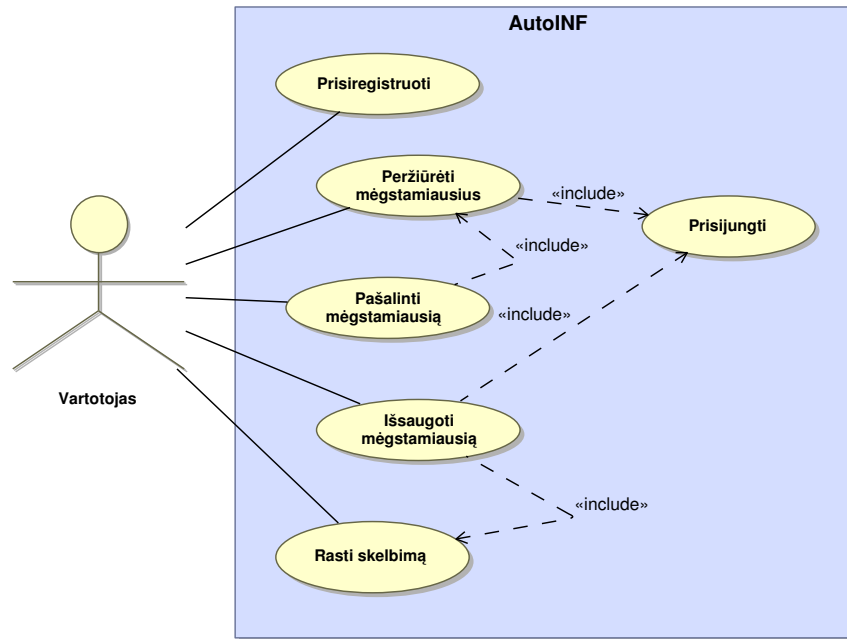 AutoINF
Prisiregistruoti
Peržiūrėti
mėgstamiausius
«include»
Prisijungti
«include»
Pašalinti
mėgstamiausią
«include»
Vartotojas
Išsaugoti
mėgstamiausią
«include»
Rasti skelbimą